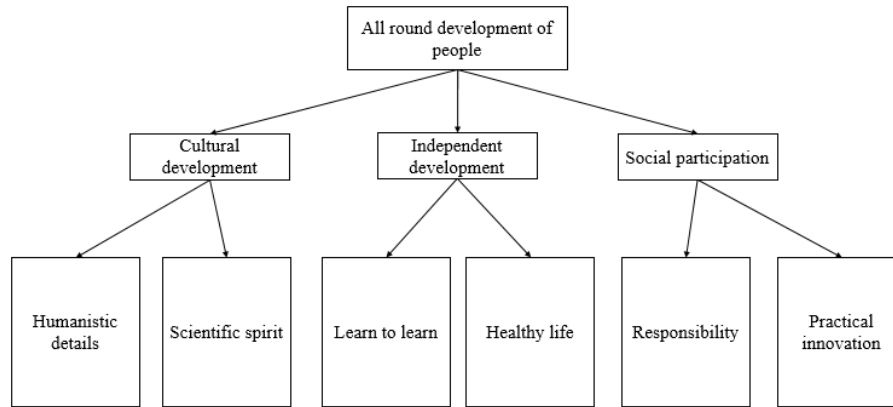 All round development of
people
Cultural
development
Independent
development
Social participation
Humanistic
details
Scientific spirit
Learn to learn
Healthy life
Responsibility
Practical
innovation